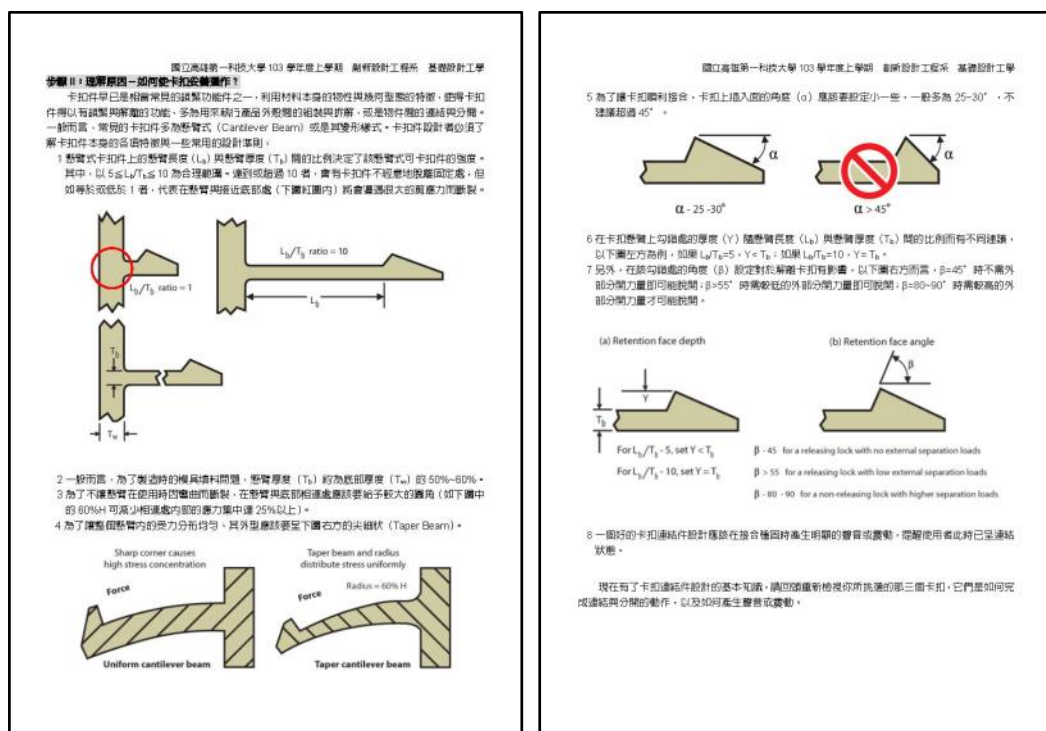 國立高雄第一科技大學 103 學年度上學期 創新設計工程系 基礎設計工學
步驟 II:理解原因－如何使卡扣妥善運作?
卡扣件早已是相當常見的鎖緊功能件之一,利用材料本身的物性與幾何型態的特徵,使得卡扣
件得以有鎖緊與解離的功能,多為用來執行產品外殼間的組裝與拆解,或是物件間的連結與分開。
一般而言,常見的卡扣件多為懸臂式(Cantilever Beam)或是其變形樣式。卡扣件設計者必須了
解卡扣件本身的各項特徵與一些常用的設計準則:
1 懸臂式卡扣件上的懸臂長度(Lb)與懸臂厚度(Tb)間的比例決定了該懸臂式可卡扣件的強度。
其中,以 5≦Lb/Tb≦10 為合理範圍。達到或超過 10 者,會有卡扣件不經意地脫離固定處,但
如等於或低於 1 者,代表在懸臂與接近底部處(下圖紅圈內)將會遭遇很大的剪應力而斷裂。
Lb/Tb ratio = 1
Lb/Tb ratio = 10
Lb
Tb
Tw
2 一般而言,為了製造時的模具填料問題,懸臂厚度(Tb)約為底部厚度(Tw)的 50%~60%。
3 為了不讓懸臂在使用時因彎曲而斷裂,在懸臂與底部相連處應該要給予較大的圓角(如下圖中
的 60%H 可減少相連處內部的應力集中達 25%以上)。
4 為了讓整個懸臂內的受力分布均勻,其外型應該要呈下圖右方的尖細狀(Taper Beam)。
Sharp corner causes
high stress concentration
Force
Uniform cantilever beam
Taper beam and radius
distribute stress uniformly
Radius = 60% H
Force
Taper cantilever beam
國立高雄第一科技大學 103 學年度上學期 創新設計工程系 基礎設計工學
5 為了讓卡扣順利接合,卡扣上插入面的角度(α)應該要設定小一些,一般多為 25-30°,不
建議超過 45°。
α
α
α - 25 -30°
α > 45°
6 在卡扣懸臂上勾鎖處的厚度(Y)隨懸臂長度(Lb)與懸臂厚度(Tb)間的比例而有不同建議,
以下圖左方為例,如果 Lb/Tb=5,Y< Tb;如果 Lb/Tb=10,Y= Tb。
7 另外,在該勾鎖處的角度(β)設定對於解離卡扣有影響,以下圖右方而言,β=45° 時不需外
部分開力量即可能脫開;β>55° 時需較低的外部分開力量即可脫開;β=80~90° 時需較高的外
部分開力量才可能脫開。
(a) Retention face depth
(b) Retention face angle
β
Y
Tb
For Lb/Tb - 5, set Y < Tb
For Lb/Tb - 10, set Y = Tb
β - 45 for a releasing lock with no external separation loads
β > 55 for a releasing lock with low external separation loads
β - 80 - 90 for a non-releasing lock with higher separation loads
8 一個好的卡扣連結件設計應該在接合穩固時產生明顯的聲音或震動,提醒使用者此時已呈連結
狀態。
現在有了卡扣連結件設計的基本知識,請回頭重新檢視你所挑選的那三個卡扣,它們是如何完
成連結與分開的動作,以及如何產生聲音或震動。